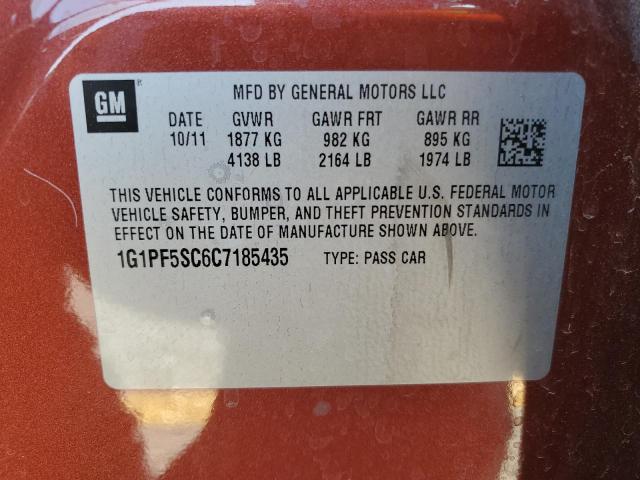 GM
®
MFD BY GENERAL MOTORS LLC
DATE GVWR GAWR FRT GAWR RR
10/11 1877 KG 982 KG 895 KG
4138 LB 2164 LB 1974 LB
THIS VEHICLE CONFORMS TO ALL APPLICABLE U.S. FEDERAL MOTOR
VEHICLE SAFETY, BUMPER, AND THEFT PREVENTION STANDARDS IN
EFFECT ON THE DATE OF MANUFACTURE SHOWN ABOVE.
1G1PF5SC6C7185435 TYPE: PASS CAR